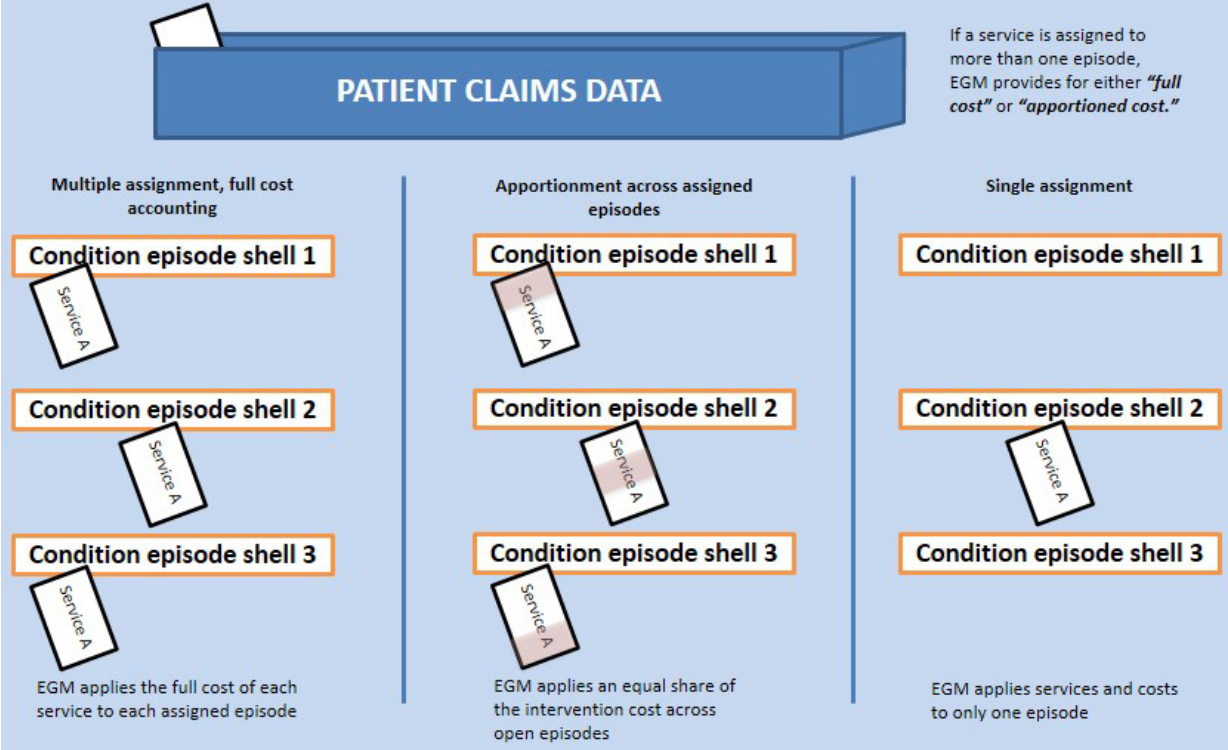 PATIENT CLAIMS DATA
If a service is assigned to
more than one episode,
EGM provides for either “full
cost” or “apportioned cost.”
Multiple assignment, full cost
accounting
Condition episode shell 1
Service A
Condition episode shell 2
Service A
Condition episode shell 3
Service A
EGM applies the full cost of each
service to each assigned episode
Apportionment across assigned
episodes
Condition episode shell 1
Service A
Condition episode shell 2
Service A
Condition episode shell 3
Service A
EGM applies an equal share of
the intervention cost across
open episodes
Single assignment
Condition episode shell 1
Condition episode shell 2
Service A
Condition episode shell 3
EGM applies services and costs
to only one episode